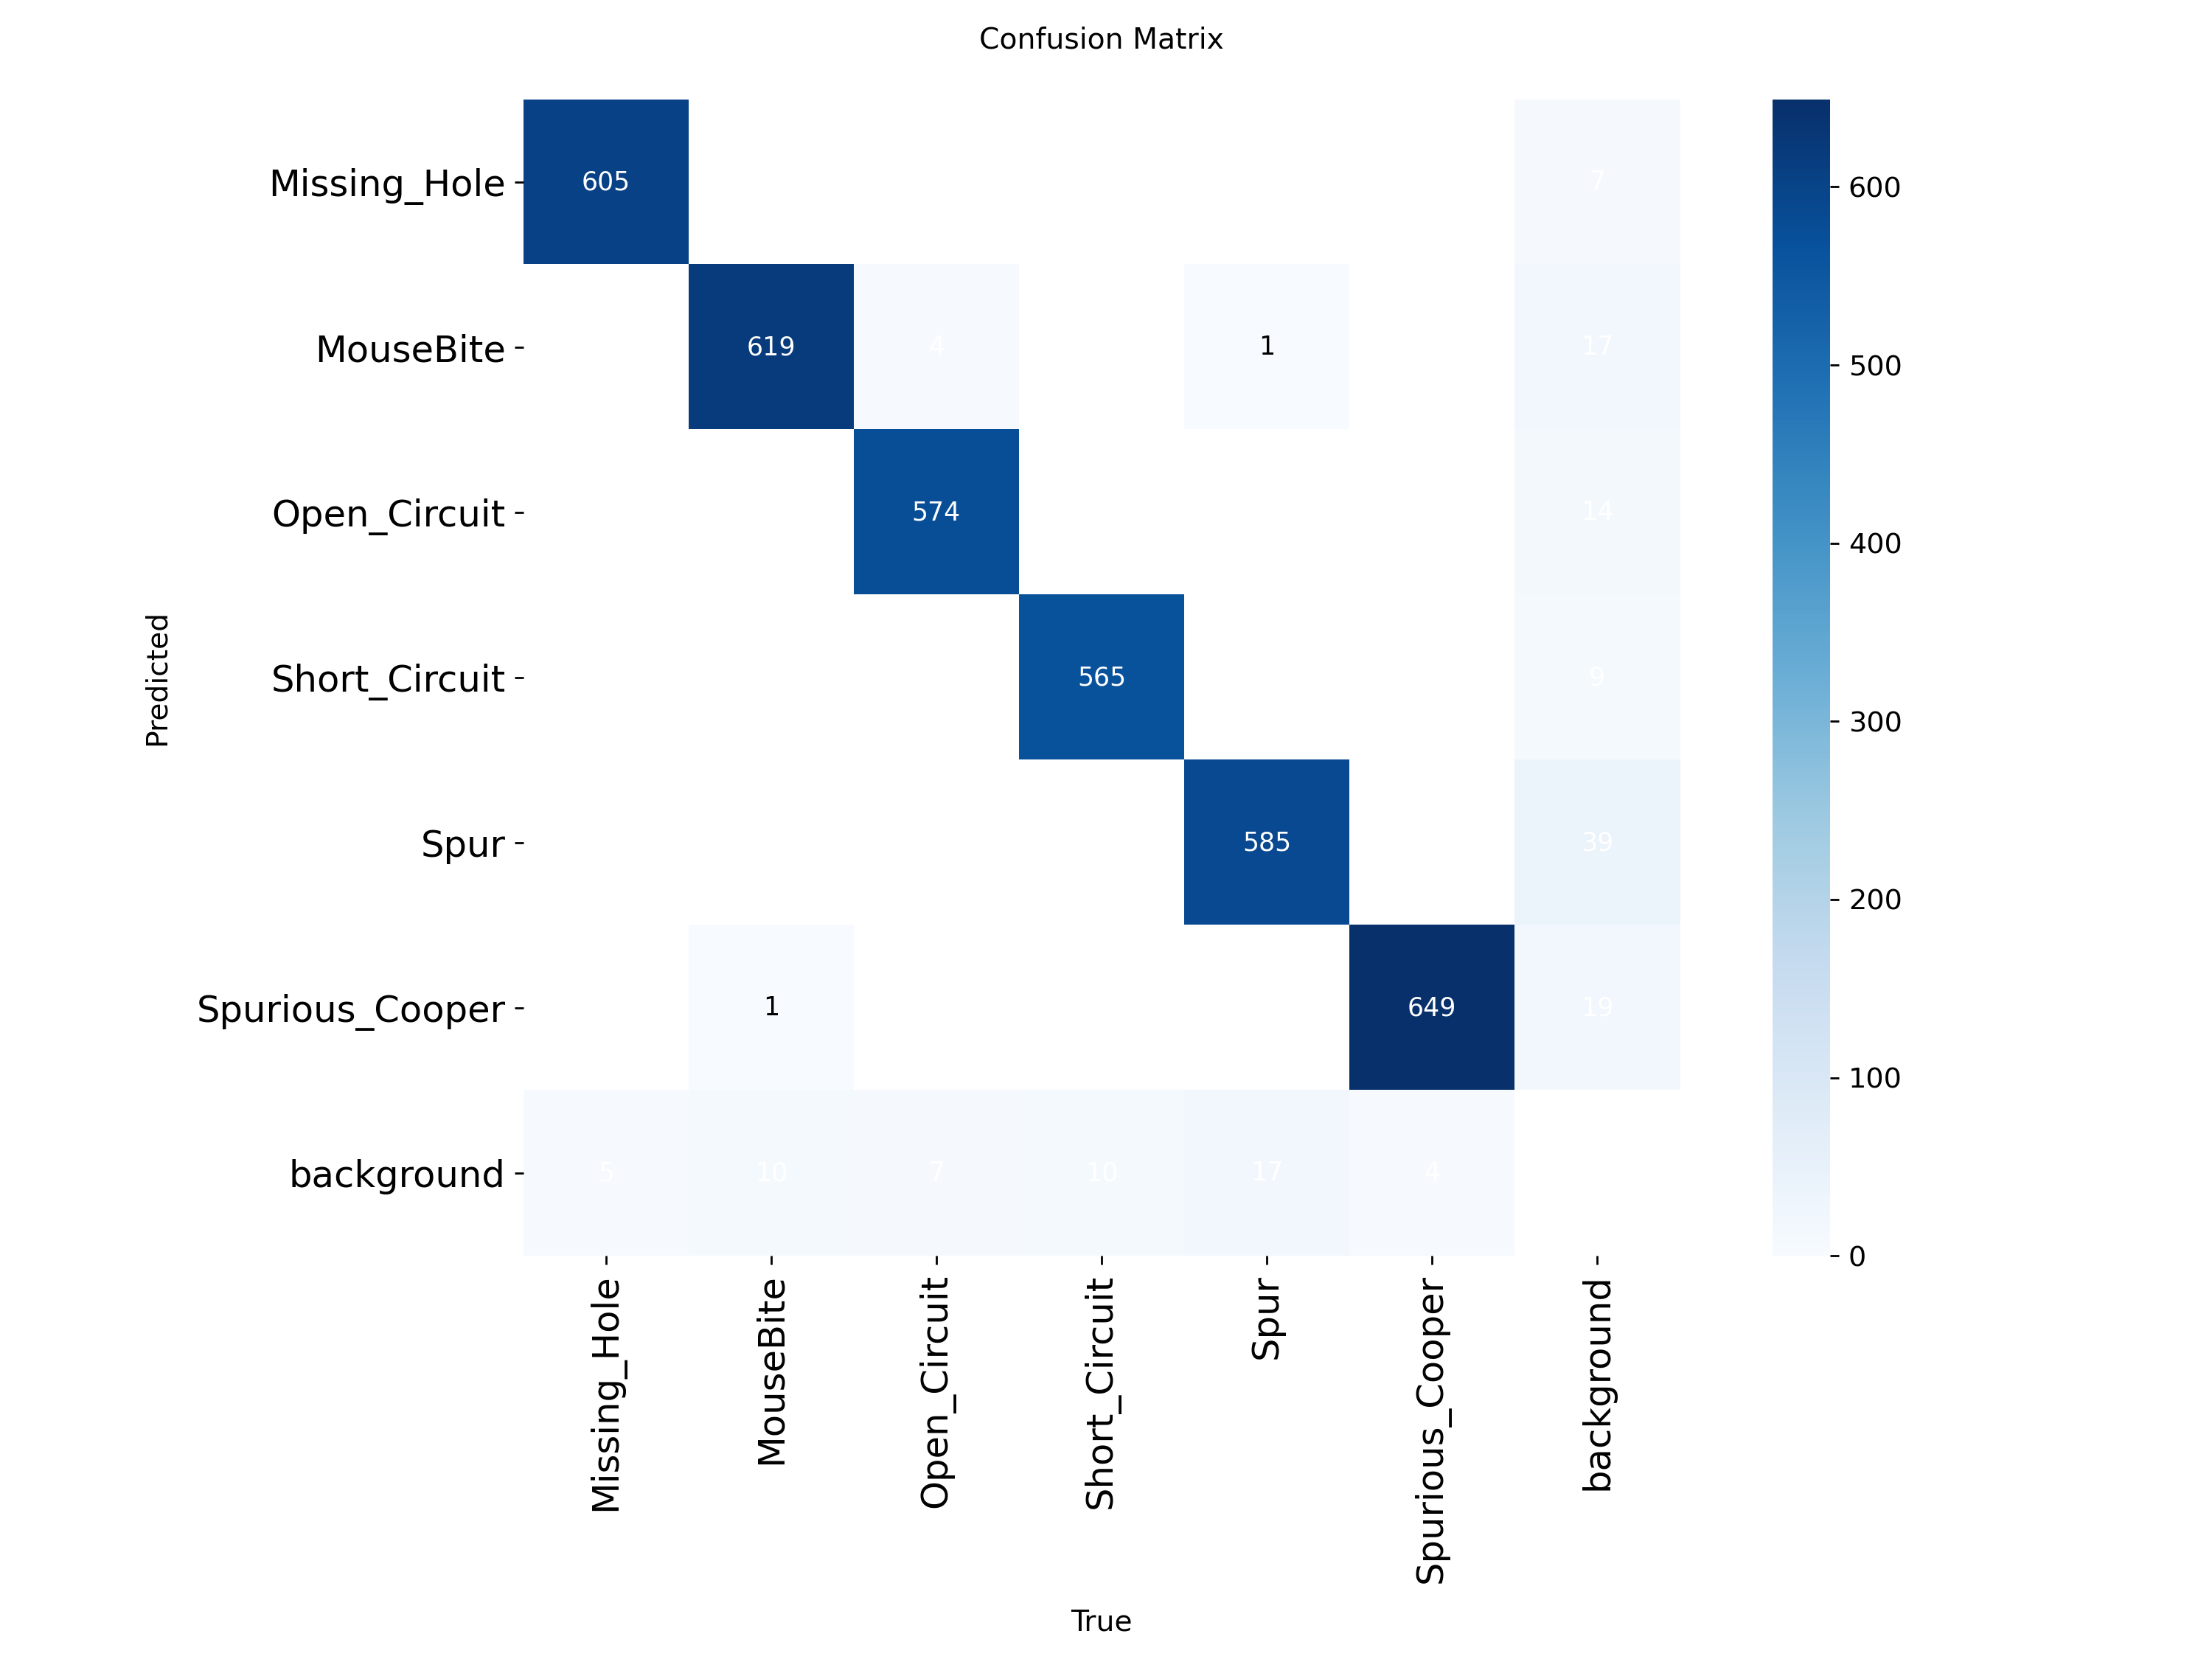 Confusion Matrix
Missing_Hole 605 7
MouseBite 619 4 1 17
Open_Circuit 574 14
Short_Circuit 565 9
Spur 585 39
Spurious_Cooper 1 649 19
background 5 10 7 10 17 4
Predicted
Missing_Hole
MouseBite
Open_Circuit
Short_Circuit
Spur
Spurious_Cooper
background
True
600
500
400
300
200
100
0